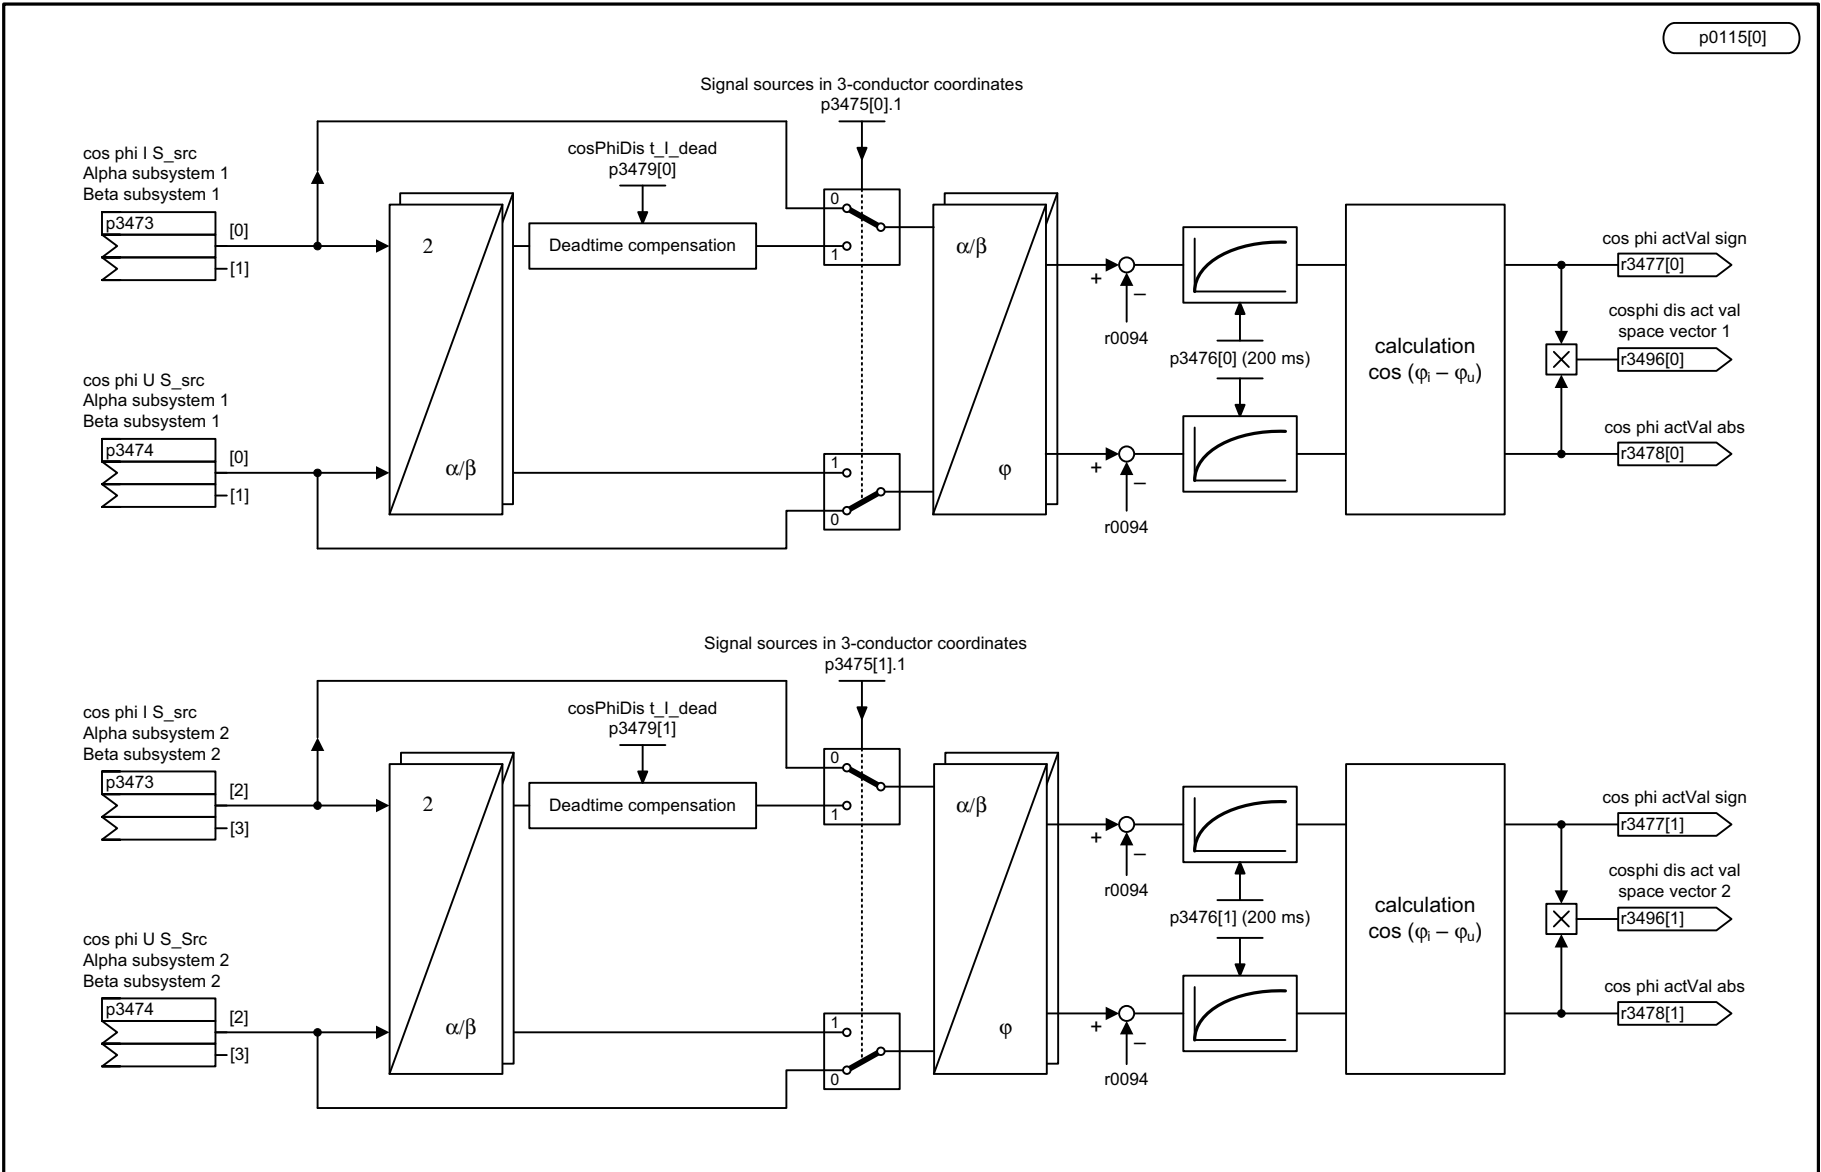 p0115[0]
Signal sources in 3-conductor coordinates
p3475[0].1
cos phi I S_src
Alpha subsystem 1
Beta subsystem 1
p3473
[0]
[1]
cosPhiDis t_I_dead
p3479[0]
2
α/β
Deadtime compensation
0
1
α/β
φ
+
–
r0094
p3476[0] (200 ms)
calculation
cos (φi – φu)
cos phi actVal sign
r3477[0]
cosphi dis act val
space vector 1
r3496[0]
cos phi U S_src
Alpha subsystem 1
Beta subsystem 1
p3474
[0]
[1]
1
0
+
–
r0094
cos phi actVal abs
r3478[0]
Signal sources in 3-conductor coordinates
p3475[1].1
cos phi I S_src
Alpha subsystem 2
Beta subsystem 2
p3473
[2]
[3]
cosPhiDis t_I_dead
p3479[1]
2
α/β
Deadtime compensation
0
1
α/β
φ
+
–
r0094
p3476[1] (200 ms)
calculation
cos (φi – φu)
cos phi actVal sign
r3477[1]
cosphi dis act val
space vector 2
r3496[1]
cos phi U S_Src
Alpha subsystem 2
Beta subsystem 2
p3474
[2]
[3]
1
0
+
–
r0094
cos phi actVal abs
r3478[1]